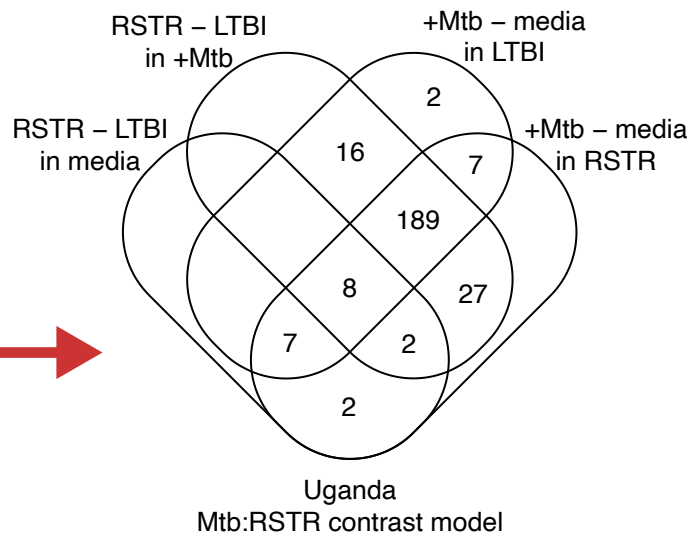 RSTR – LTBI
in +Mtb
+Mtb – media
in LTBI
RSTR – LTBI
in media
+Mtb – media
in RSTR
2
16
7
189
8
27
7
2
2
Uganda
Mtb:RSTR contrast model